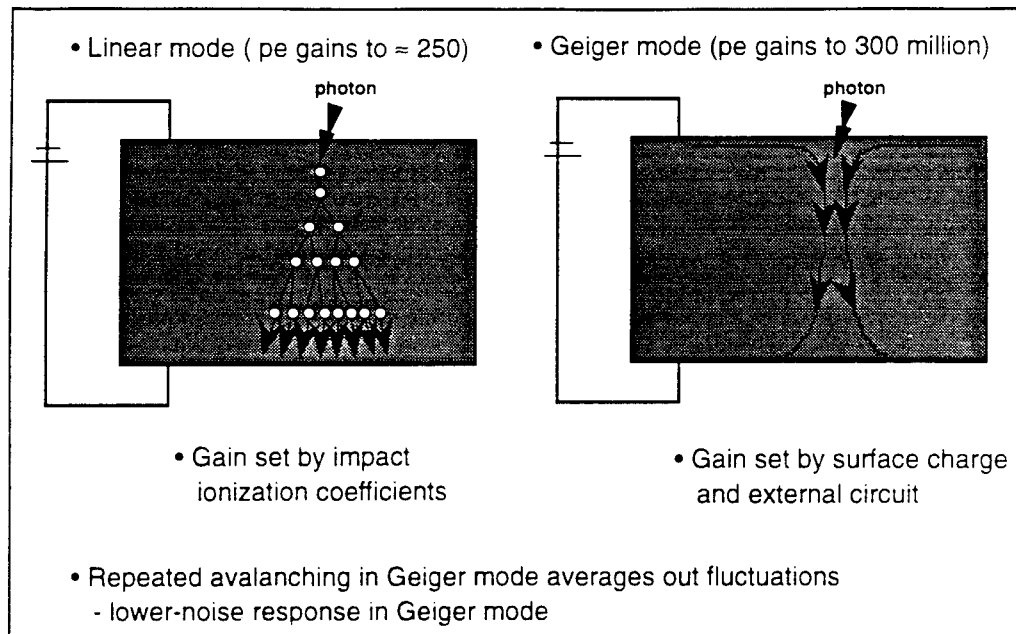 • Linear mode ( pe gains to ≈ 250)
• Geiger mode (pe gains to 300 million)
photon
photon
• Gain set by impact
ionization coefficients
• Gain set by surface charge
and external circuit
• Repeated avalanching in Geiger mode averages out fluctuations
- lower-noise response in Geiger mode